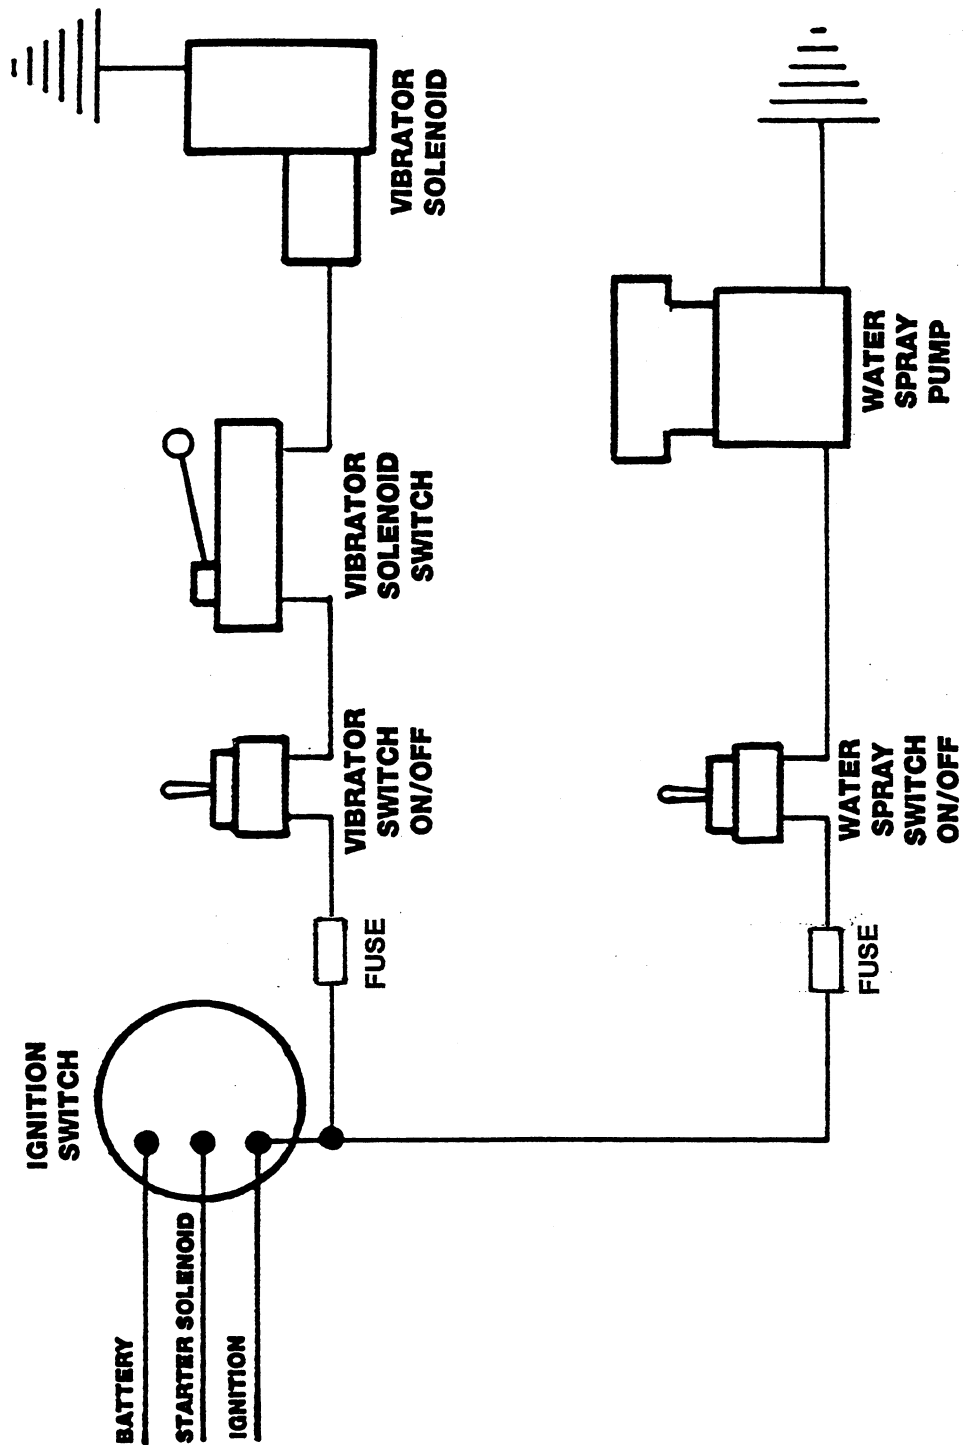 BATTERY
STARTER SOLENOID
IGNITION
IGNITION
SWITCH
FUSE
VIBRATOR
SWITCH
ON/OFF
VIBRATOR
SOLENOID
SWITCH
VIBRATOR
SOLENOID
FUSE
WATER
SPRAY
SWITCH
ON/OFF
WATER
SPRAY
PUMP